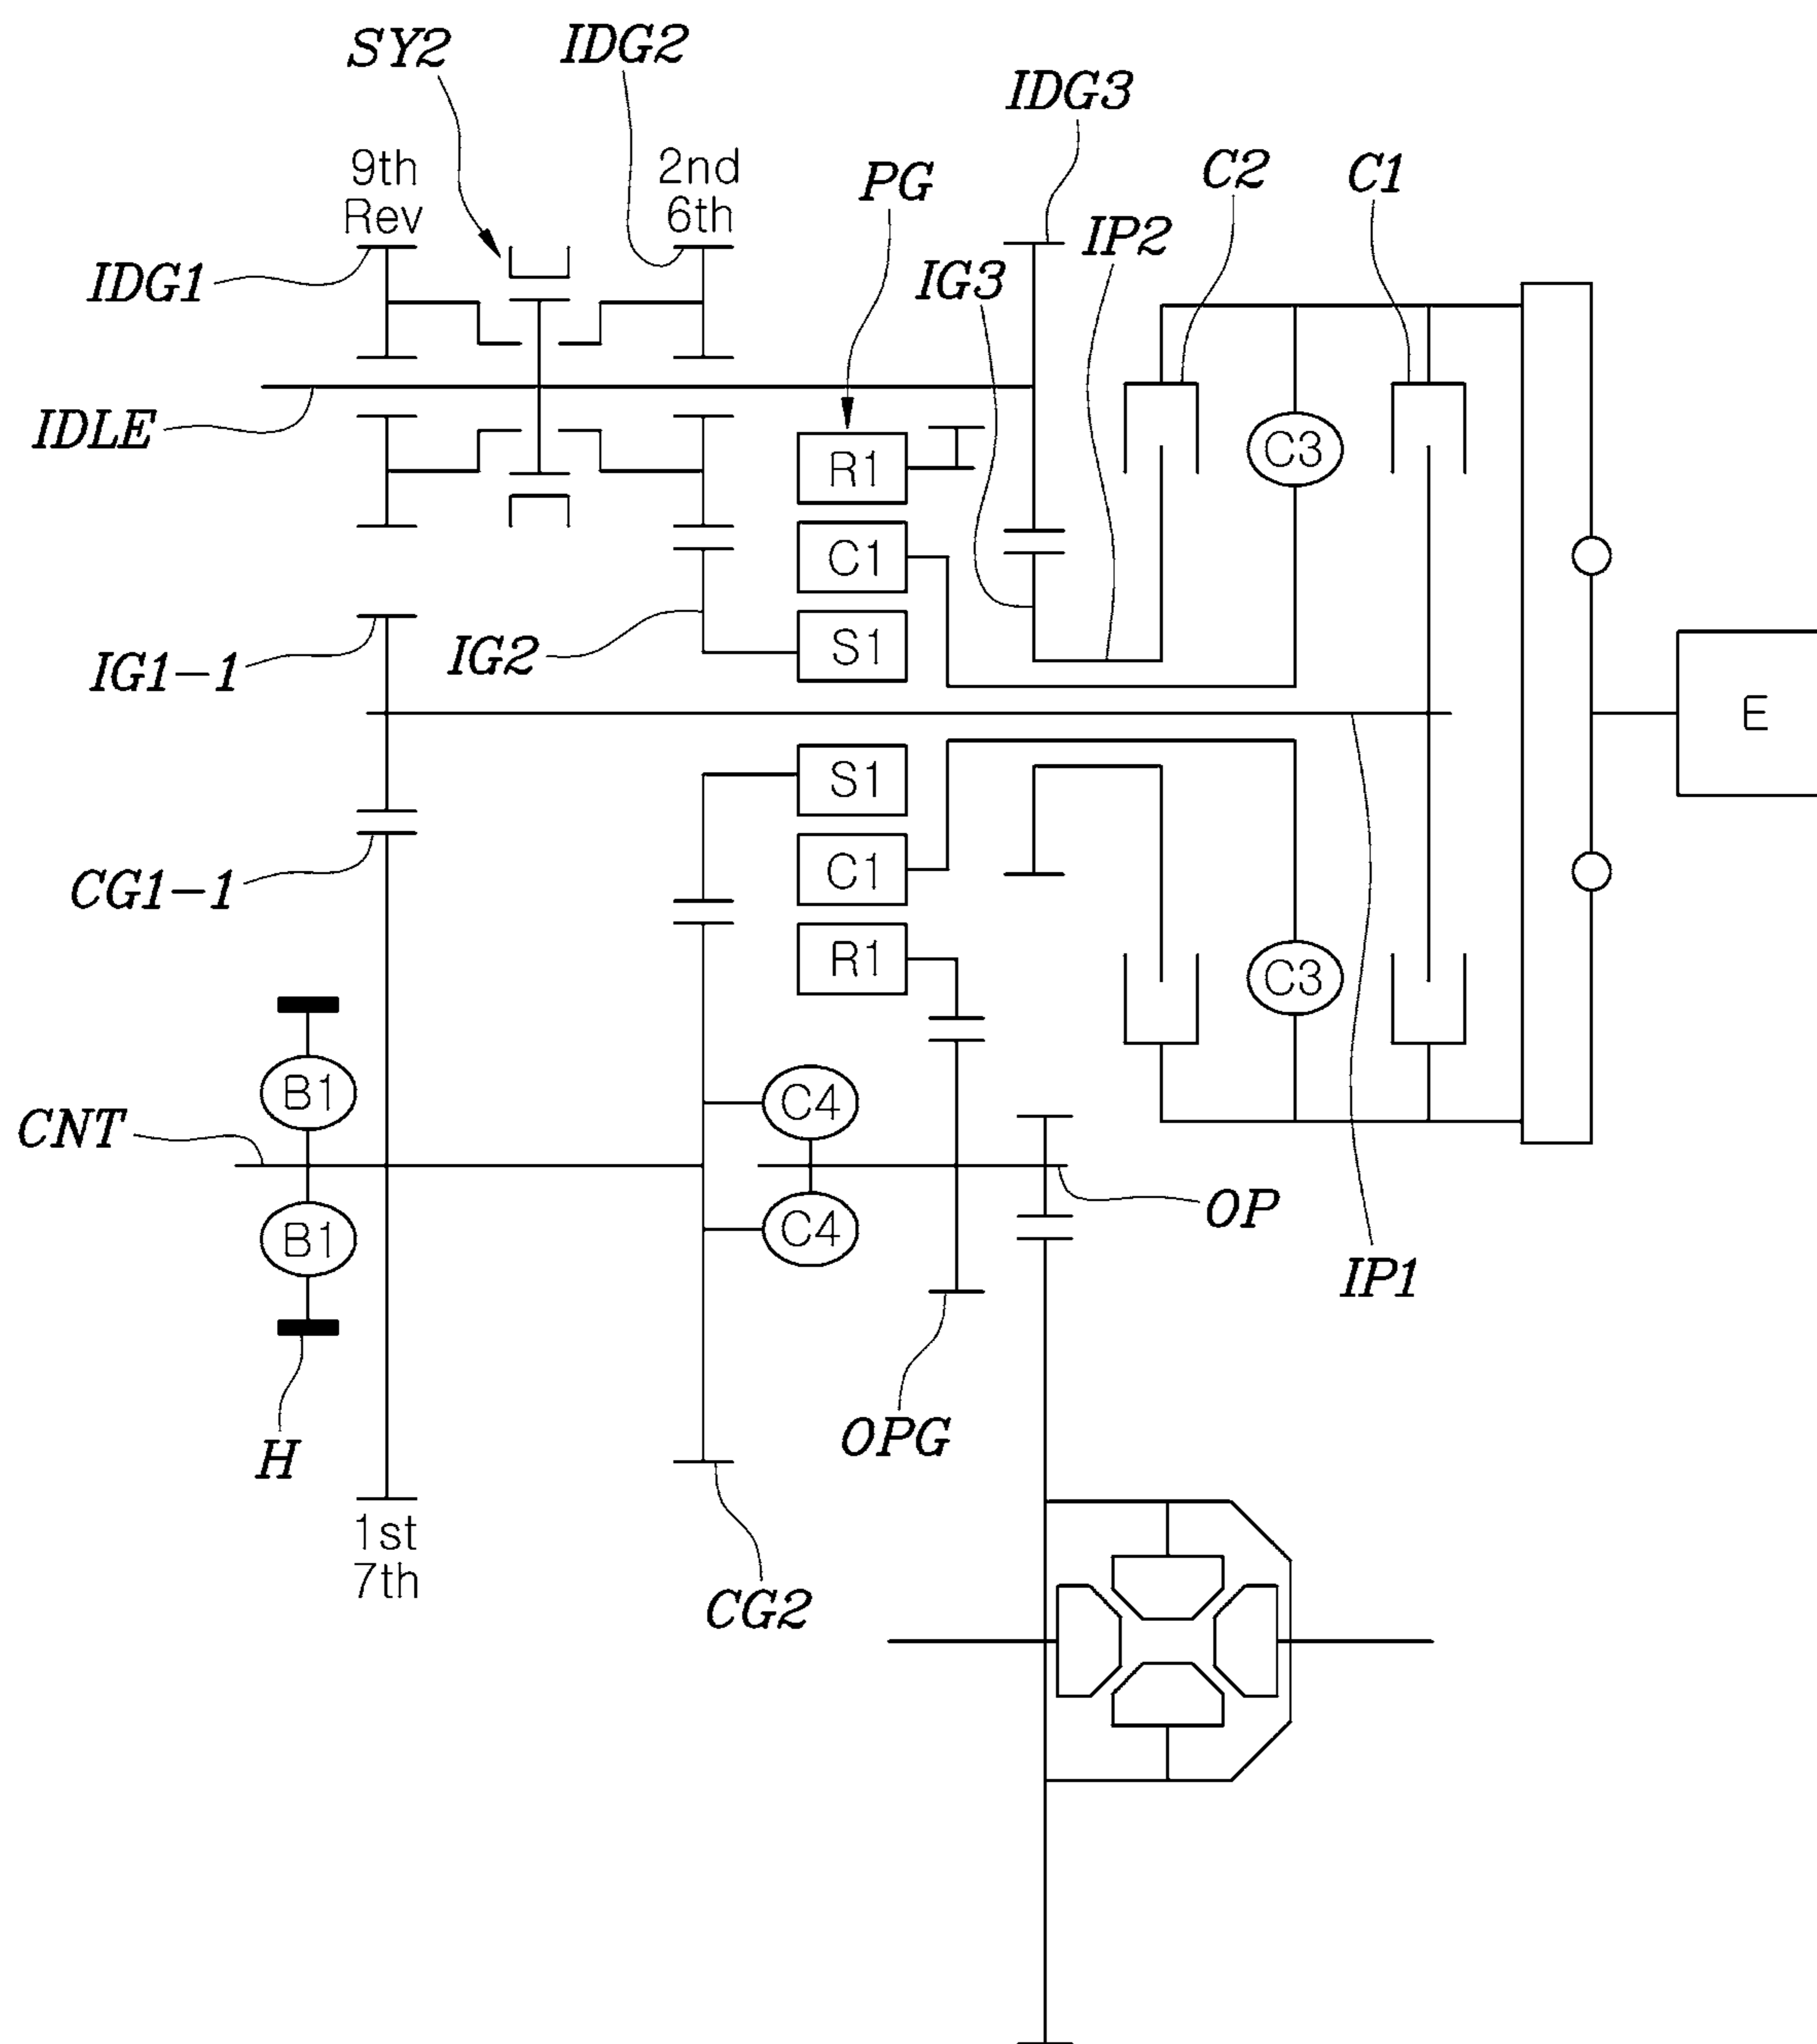 SY2
IDG2
IDG3
9th
Rev
2nd
6th
PG
C2
C1
IDG1
IG3
IP2
IDLE
R1
C3
C1
S1
IG1-1
IG2
E
S1
C1
CG1-1
R1
C3
B1
C4
CNT
OP
B1
C4
IP1
OPG
H
1st
7th
CG2